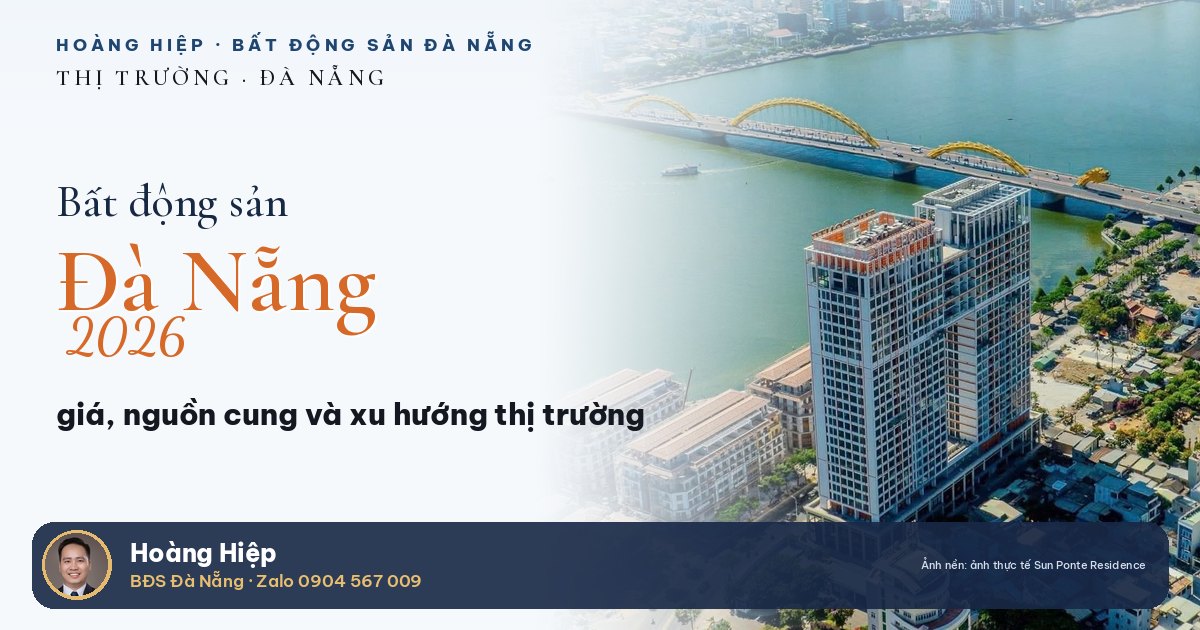 HOÀNG HIỆP · BẤT ĐỘNG SẢN ĐÀ NẴNG
THỊ TRƯỜNG · ĐÀ NẴNG
Bất động sản
Đà Nẵng
2026
giá, nguồn cung và xu hướng thị trường
Hoàng Hiệp
BĐS Đà Nẵng · Zalo 0904 567 009
Ảnh nền: ảnh thực tế Sun Ponte Residence